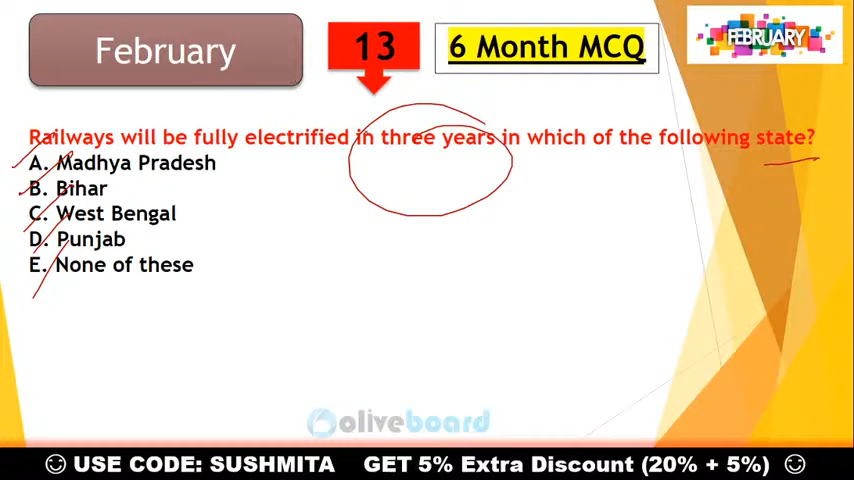 February
13
6 Month MCQ
FEBRUARY
Railways will be fully electrified in three years in which of the following state?
A. Madhya Pradesh
B. Bihar
C. West Bengal
D. Punjab
E. None of these
oliveboard
USE CODE: SUSHMITA GET 5% Extra Discount (20% + 5%)